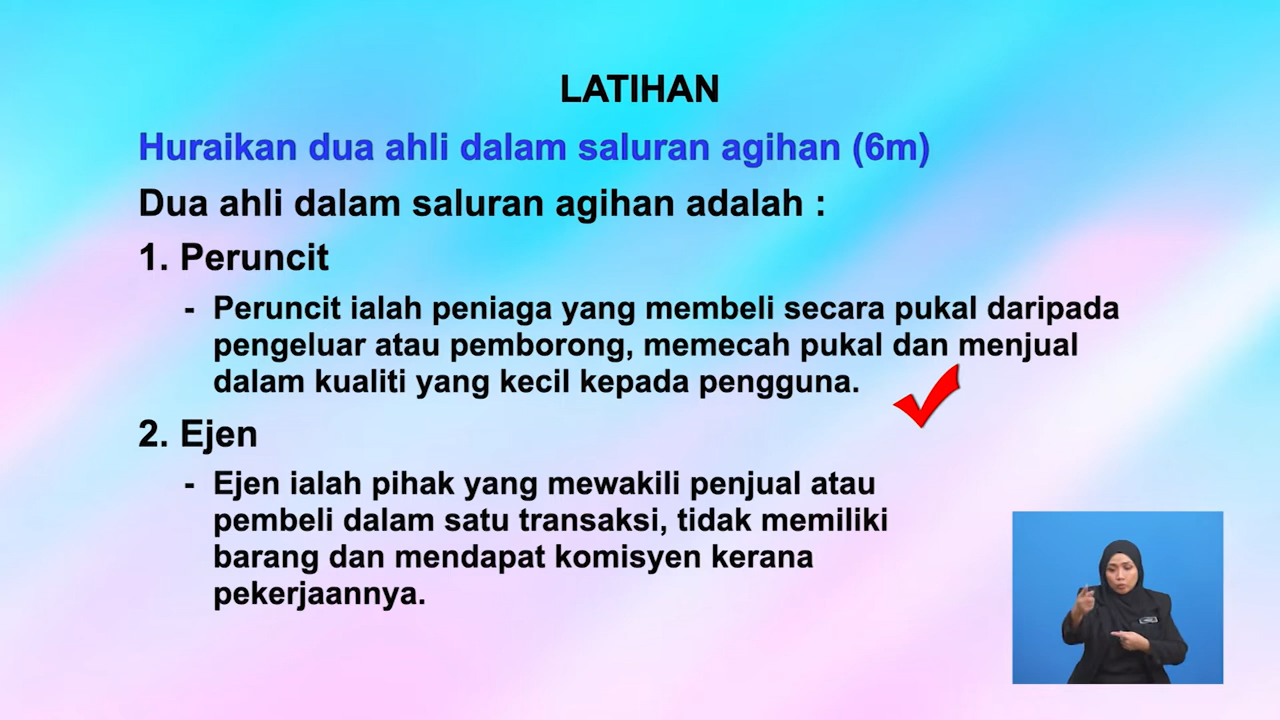 LATIHAN
Huraikan dua ahli dalam saluran agihan (6m)
Dua ahli dalam saluran agihan adalah :
1. Peruncit
- Peruncit ialah peniaga yang membeli secara pukal daripada
pengeluar atau pemborong, memecah pukal dan menjual
dalam kualiti yang kecil kepada pengguna.
2. Ejen
- Ejen ialah pihak yang mewakili penjual atau
pembeli dalam satu transaksi, tidak memiliki
barang dan mendapat komisyen kerana
pekerjaannya.